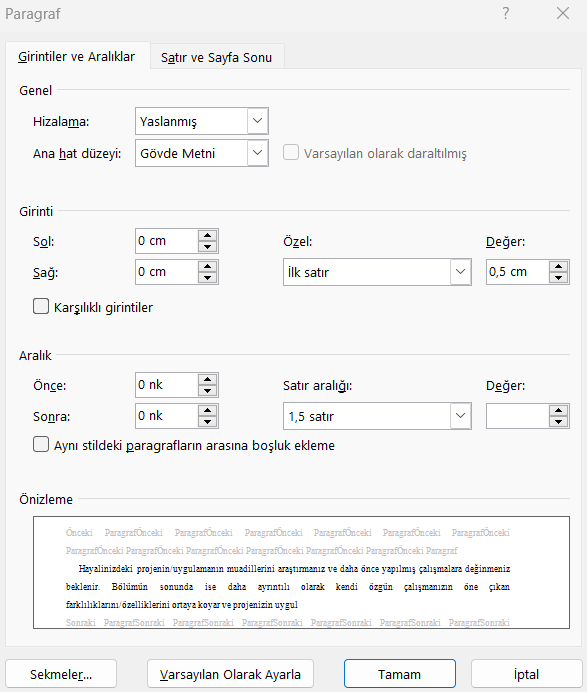 Paragraf ?
Girintiler ve Aralıklar Satır ve Sayfa Sonu
Genel
Hizalama: Yaslanmış
Ana hat düzeyi: Gövde Metni Varsayılan olarak daraltılmış
Girinti
Sol: 0 cm Özel: Değer:
Sağ: 0 cm İlk satır 0,5 cm
Karşılıklı girintiler
Aralık
Önce: 0 nk Satır aralığı: Değer:
Sonra: 0 nk 1,5 satır
Aynı stildeki paragrafların arasına boşluk ekleme
Önizleme
Önceki ParagrafÖnceki ParagrafÖnceki ParagrafÖnceki ParagrafÖnceki ParagrafÖnceki ParagrafÖnceki
ParagrafÖnceki ParagrafÖnceki ParagrafÖnceki ParagrafÖnceki ParagrafÖnceki Paragraf
Hayalinizdeki projenin/uygulamanın muadillerini araştırmanız ve daha önce yapılmış çalışmalara değinmeniz
beklenir. Bölümün sonunda ise daha ayrıntılı olarak kendi özgün çalışmanızın öne çıkan
farklılıklarını/özelliklerini ortaya koyar ve projenizin uygul
Sonraki ParagrafSonraki ParagrafSonraki ParagrafSonraki ParagrafSonraki ParagrafSonraki ParagrafSonraki
Sekmeler... Varsayılan Olarak Ayarla Tamam İptal